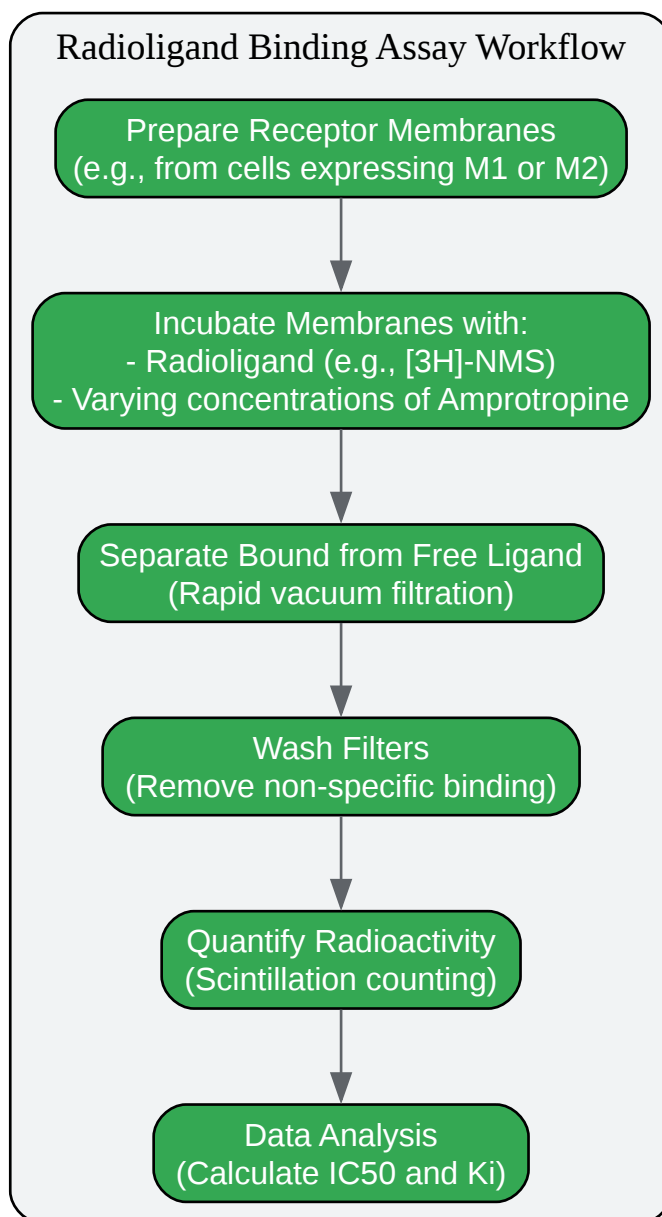 Radioligand Binding Assay Workflow
Prepare Receptor Membranes
(e.g., from cells expressing M1 or M2)
Incubate Membranes with:
- Radioligand (e.g., [3H]-NMS)
- Varying concentrations of Amprotropine
Separate Bound from Free Ligand
(Rapid vacuum filtration)
Wash Filters
(Remove non-specific binding)
Quantify Radioactivity
(Scintillation counting)
Data Analysis
(Calculate IC50 and Ki)